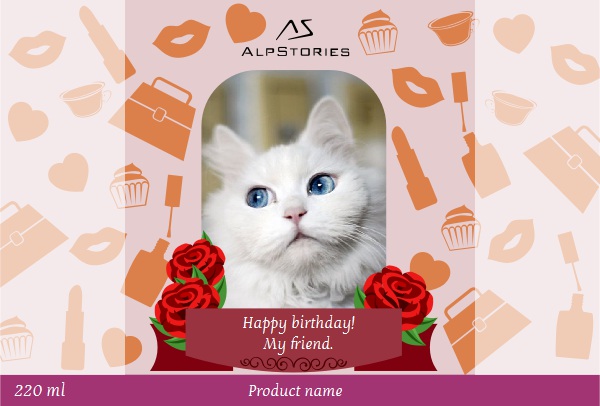 AS
ALPSTORIES
Happy birthday!
My friend.
220 ml
Product name